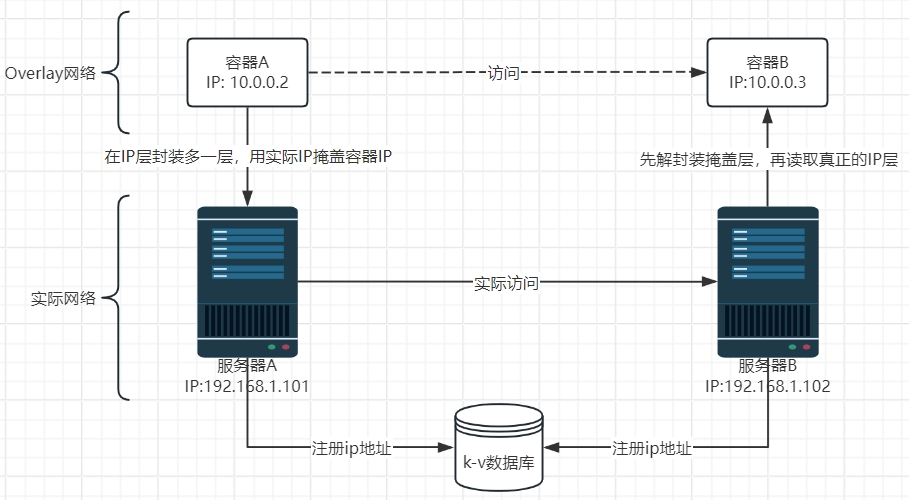 容器A
IP: 10.0.0.2
容器B
IP:10.0.0.3
Overlay网络
访问
在IP层封装多一层，用实际IP掩盖容器IP
先解封装掩盖层，再读取真正的IP层
实际网络
实际访问
服务器A
IP:192.168.1.101
服务器B
IP:192.168.1.102
注册ip地址
k-v数据库
注册ip地址